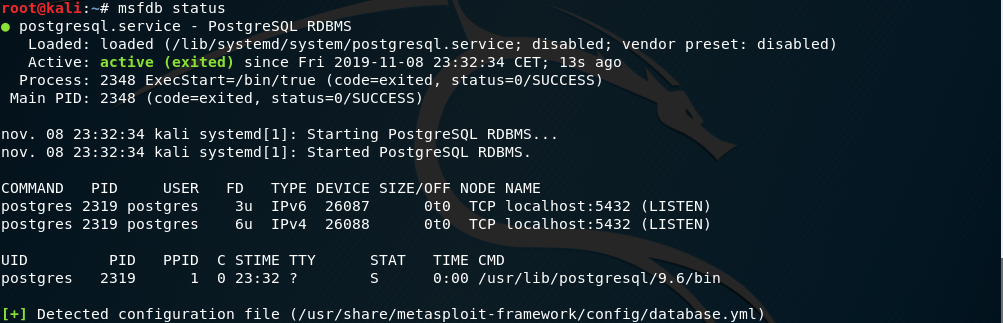 root@kali:~# msfdb status
● postgresql.service - PostgreSQL RDBMS
   Loaded: loaded (/lib/systemd/system/postgresql.service; disabled; vendor preset: disabled)
   Active: active (exited) since Fri 2019-11-08 23:32:34 CET; 13s ago
  Process: 2348 ExecStart=/bin/true (code=exited, status=0/SUCCESS)
 Main PID: 2348 (code=exited, status=0/SUCCESS)

nov. 08 23:32:34 kali systemd[1]: Starting PostgreSQL RDBMS...
nov. 08 23:32:34 kali systemd[1]: Started PostgreSQL RDBMS.

COMMAND   PID     USER   FD   TYPE DEVICE SIZE/OFF NODE NAME
postgres 2319 postgres    3u  IPv6  26087      0t0  TCP localhost:5432 (LISTEN)
postgres 2319 postgres    6u  IPv4  26088      0t0  TCP localhost:5432 (LISTEN)

UID         PID   PPID  C STIME TTY      STAT   TIME CMD
postgres   2319      1  0 23:32 ?        S      0:00 /usr/lib/postgresql/9.6/bin

[+] Detected configuration file (/usr/share/metasploit-framework/config/database.yml)